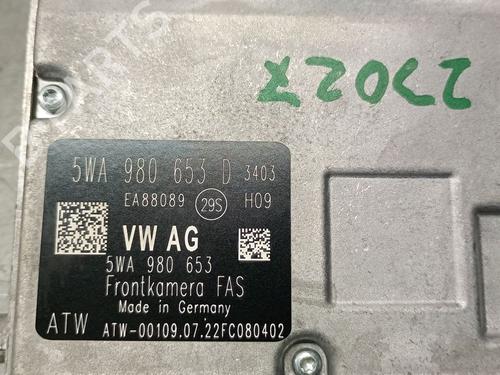 27027
5WA 980 653 D 3403
EA88089 29S H09
VW AG
5WA 980 653
Frontkamera FAS
Made in Germany
ATW ATW-00109.07.22FC080402